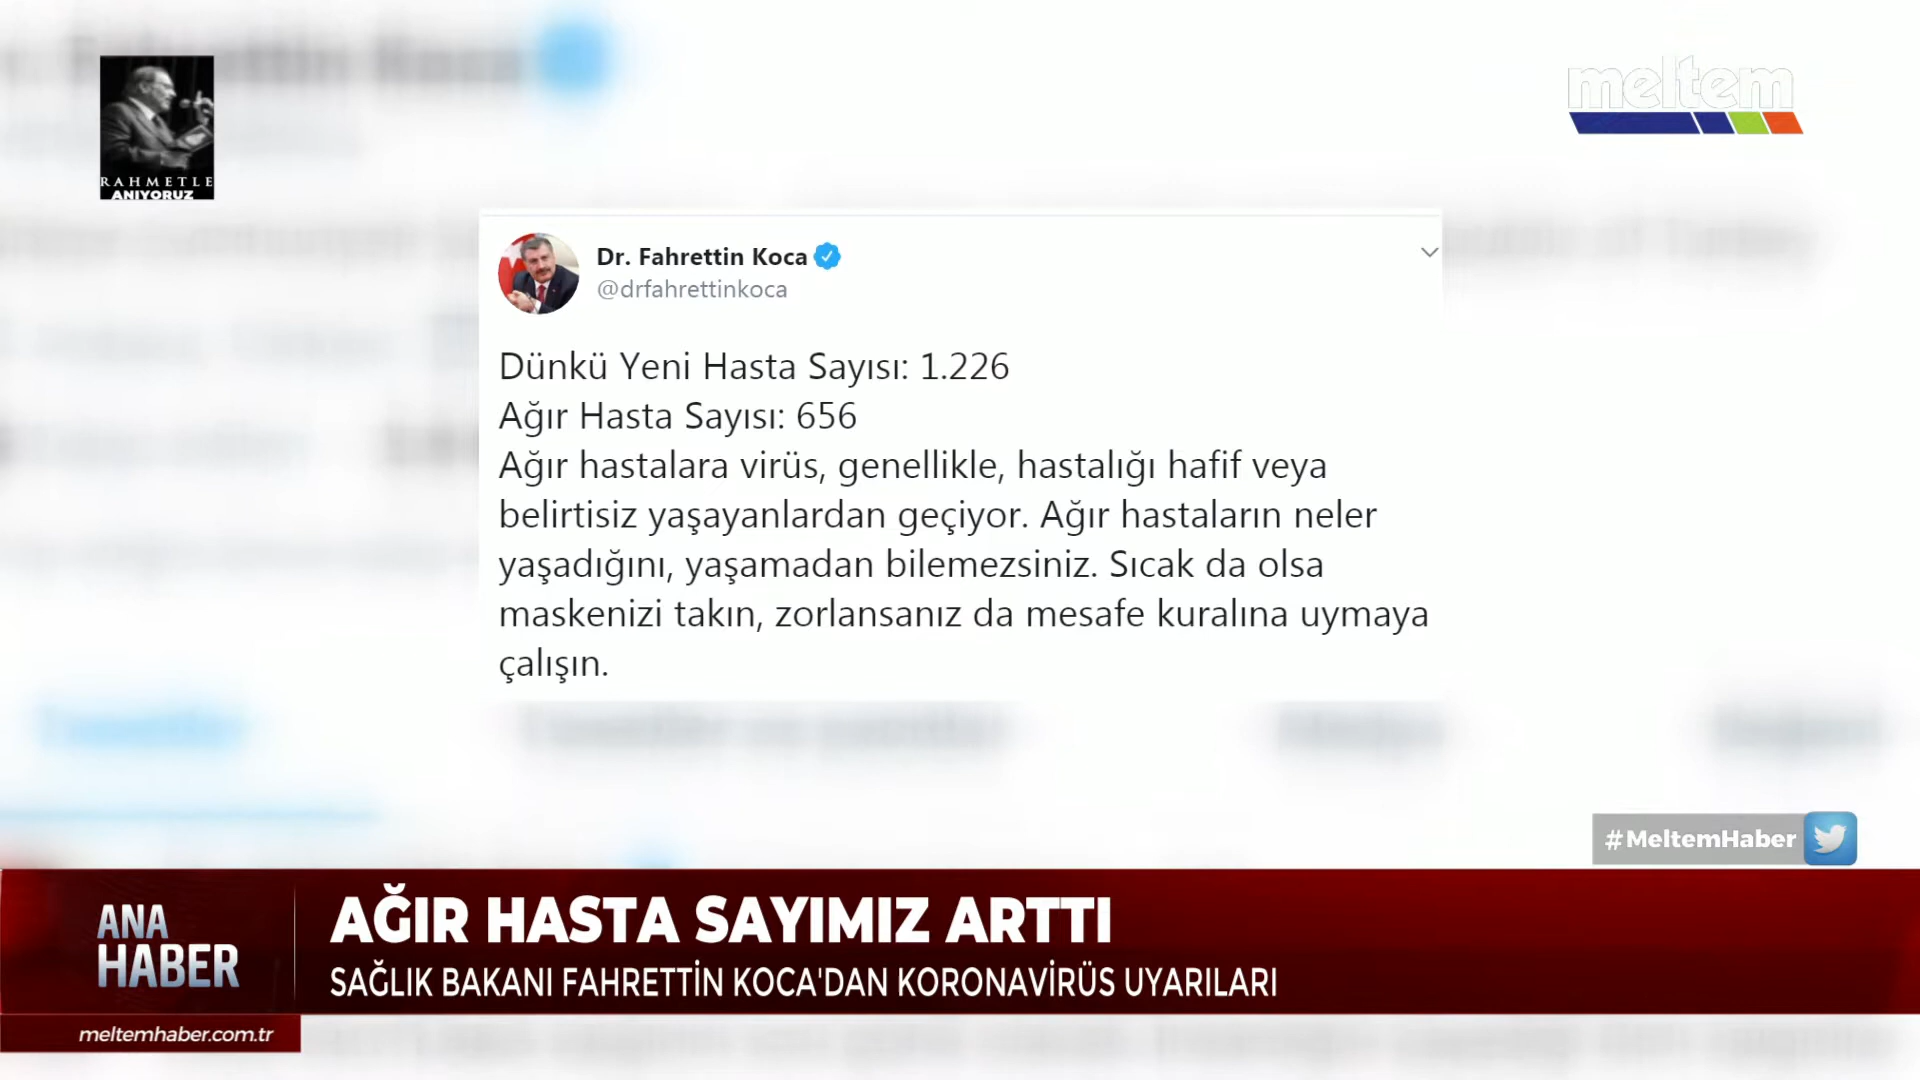 RAHMETLE
ANIYORUZ
meltem
Dr. Fahrettin Koca
@drfahrettinkoca
Dünkü Yeni Hasta Sayısı: 1.226
Ağır Hasta Sayısı: 656
Ağır hastalara virüs, genellikle, hastalığı hafif veya
belirtisiz yaşayanlardan geçiyor. Ağır hastaların neler
yaşadığını, yaşamadan bilemezsiniz. Sıcak da olsa
maskenizi takın, zorlansanız da mesafe kuralına uymaya
çalışın.
#MeltemHaber
ANA
HABER
AĞIR HASTA SAYIMIZ ARTTI
SAĞLIK BAKANI FAHRETTİN KOCA'DAN KORONAVİRÜS UYARILARI
meltemhaber.com.tr